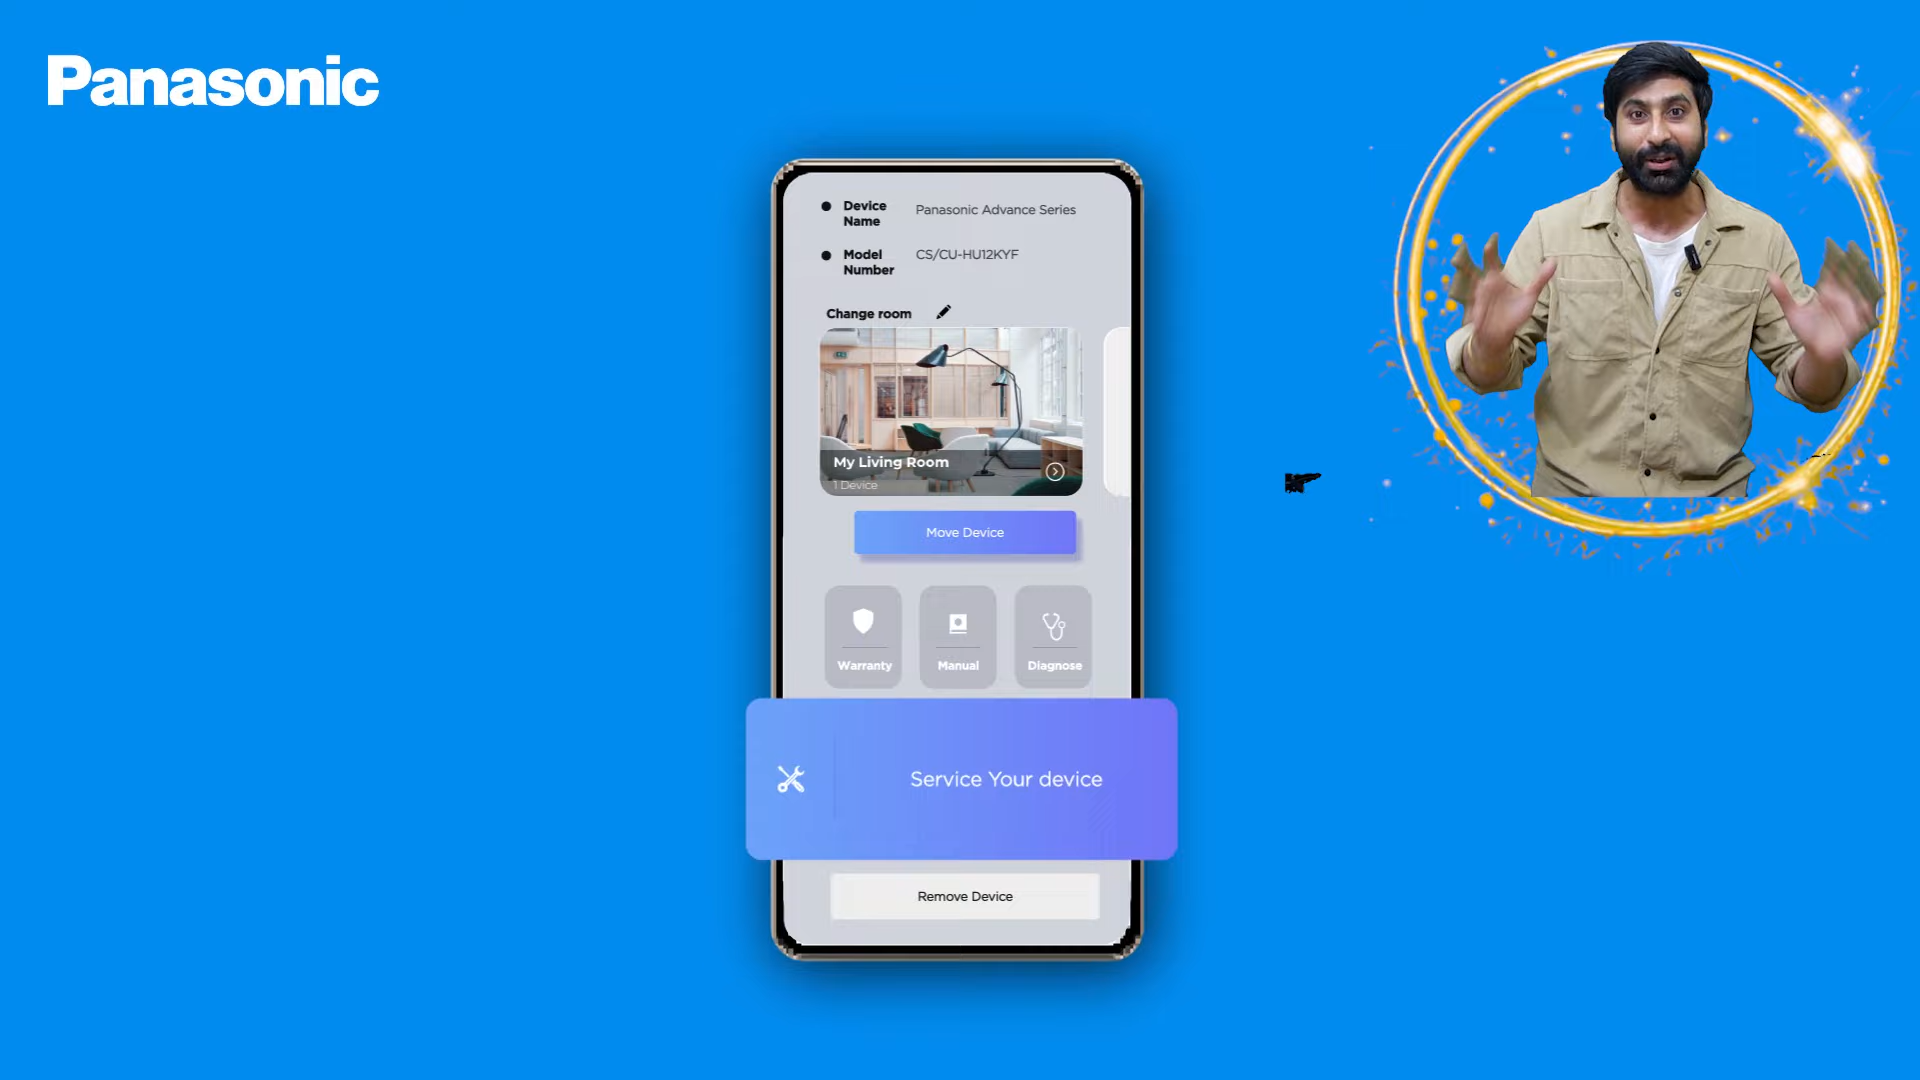 Panasonic
Device Name
Panasonic Advance Series
Model Number
CS/CU-HU12KYF
Change room
My Living Room
1 Device
Move Device
Warranty
Manual
Diagnose
Service Your device
Remove Device